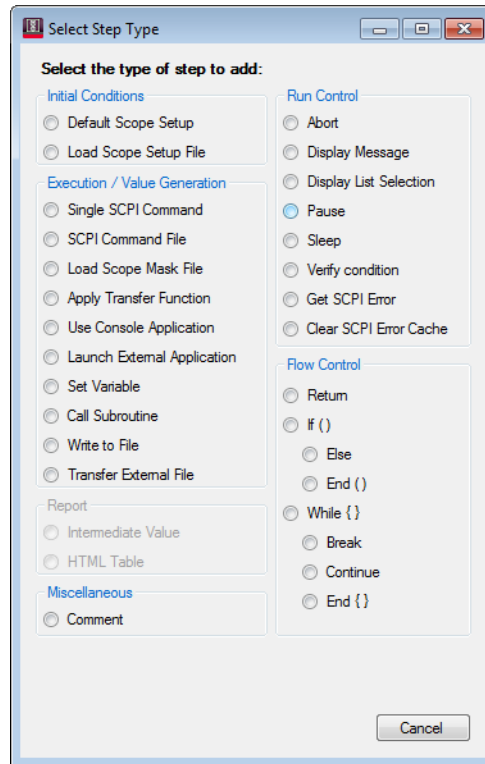 Select Step Type
Select the type of step to add:
Initial Conditions
Default Scope Setup
Load Scope Setup File
Execution / Value Generation
Single SCPI Command
SCPI Command File
Load Scope Mask File
Apply Transfer Function
Use Console Application
Launch External Application
Set Variable
Call Subroutine
Write to File
Transfer External File
Report
Intermediate Value
HTML Table
Miscellaneous
Comment
Run Control
Abort
Display Message
Display List Selection
Pause
Sleep
Verify condition
Get SCPI Error
Clear SCPI Error Cache
Flow Control
Return
If ( )
Else
End ( )
While { }
Break
Continue
End { }
Cancel